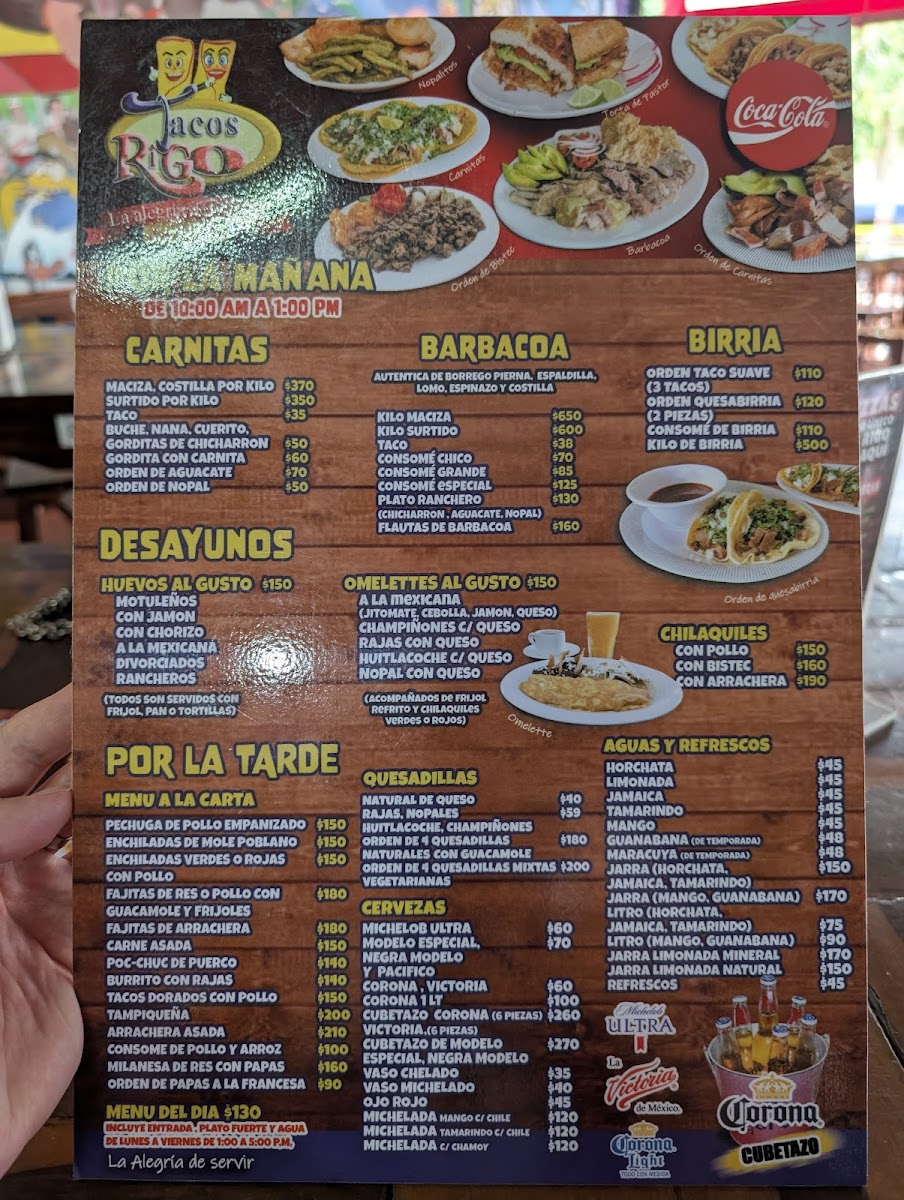 Tacos
RIGO
La alegría
Nopalitos
Torta de Pastor
Carnitas
Orden de Bistec
Barbacoa
Orden de Carnitas
Coca-Cola
LA MAÑANA
DE 10:00 AM A 1:00 PM
CARNITAS
MACIZA, COSTILLA POR KILO $370
SURTIDO POR KILO $350
TACO $35
BUCHE, NANA, CUERITO,
GORDITAS DE CHICHARRON $50
GORDITA CON CARNITA $60
ORDEN DE AGUACATE $70
ORDEN DE NOPAL $50
BARBACOA
AUTENTICA DE BORREGO PIERNA, ESPALDILLA,
LOMO, ESPINAZO Y COSTILLA
KILO MACIZA $650
KILO SURTIDO $600
TACO $38
CONSOMÉ CHICO $70
CONSOMÉ GRANDE $85
CONSOMÉ ESPECIAL $125
PLATO RANCHERO $130
(CHICHARRON, AGUACATE, NOPAL)
FLAUTAS DE BARBACOA $160
BIRRIA
ORDEN TACO SUAVE $110
(3 TACOS)
ORDEN QUESABIRRIA $120
(2 PIEZAS)
CONSOMÉ DE BIRRIA $110
KILO DE BIRRIA $500
Orden de quesabirria
DESAYUNOS
HUEVOS AL GUSTO $150
MOTULEÑOS
CON JAMON
CON CHORIZO
A LA MEXICANA
DIVORCIADOS
RANCHEROS
(TODOS SON SERVIDOS CON
FRIJOL, PAN O TORTILLAS)
OMELETTES AL GUSTO $150
A LA MEXICANA
(JITOMATE, CEBOLLA, JAMON, QUESO)
CHAMPIÑONES C/ QUESO
RAJAS CON QUESO
HUITLACOCHE C/ QUESO
NOPAL CON QUESO
(ACOMPAÑADOS DE FRIJOL
REFRITO Y CHILAQUILES
VERDES O ROJOS)
Omelette
CHILAQUILES
CON POLLO $150
CON BISTEC $160
CON ARRACHERA $190
POR LA TARDE
MENU A LA CARTA
PECHUGA DE POLLO EMPANIZADO $150
ENCHILADAS DE MOLE POBLANO $150
ENCHILADAS VERDES O ROJAS $150
CON POLLO
FAJITAS DE RES O POLLO CON $180
GUACAMOLE Y FRIJOLES
FAJITAS DE ARRACHERA $180
CARNE ASADA $150
POC-CHUC DE PUERCO $140
BURRITO CON RAJAS $140
TACOS DORADOS CON POLLO $150
TAMPIQUEÑA $200
ARRACHERA ASADA $210
CONSOME DE POLLO Y ARROZ $100
MILANESA DE RES CON PAPAS $160
ORDEN DE PAPAS A LA FRANCESA $90
MENU DEL DIA $130
INCLUYE ENTRADA, PLATO FUERTE Y AGUA
DE LUNES A VIERNES DE 1:00 A 5:00 P.M,
La Alegría de servir
QUESADILLAS
NATURAL DE QUESO $40
RAJAS, NOPALES $59
HUITLACOCHE, CHAMPIÑONES
ORDEN DE 4 QUESADILLAS $180
NATURALES CON GUACAMOLE
ORDEN DE 4 QUESADILLAS MIXTAS $200
VEGETARIANAS
CERVEZAS
MICHELOB ULTRA $60
MODELO ESPECIAL, $70
NEGRA MODELO
Y PACIFICO
CORONA, VICTORIA $60
CORONA 1 LT $100
CUBETAZO CORONA (6 PIEZAS) $260
VICTORIA.(6 PIEZAS)
CUBETAZO DE MODELO $270
ESPECIAL, NEGRA MODELO
VASO CHELADO $35
VASO MICHELADO $40
OJO ROJO $45
MICHELADA MANGO C/ CHILE $120
MICHELADA TAMARINDO C/ CHILE $120
MICHELADA C/ CHAMOY $120
AGUAS Y REFRESCOS
HORCHATA $45
LIMONADA $45
JAMAICA $45
TAMARINDO $45
MANGO $45
GUANABANA (DE TEMPORADA) $48
MARACUYA (DE TEMPORADA) $48
JARRA (HORCHATA, $150
JAMAICA, TAMARINDO)
JARRA (MANGO, GUANABANA) $170
LITRO (HORCHATA,
JAMAICA, TAMARINDO) $75
LITRO (MANGO, GUANABANA) $90
JARRA LIMONADA MINERAL $170
JARRA LIMONADA NATURAL $150
REFRESCOS $45
Michelob
ULTRA
La
Victoria
de México.
Corona
Light
TODO CON MEDIDA
Corona
CUBETAZO